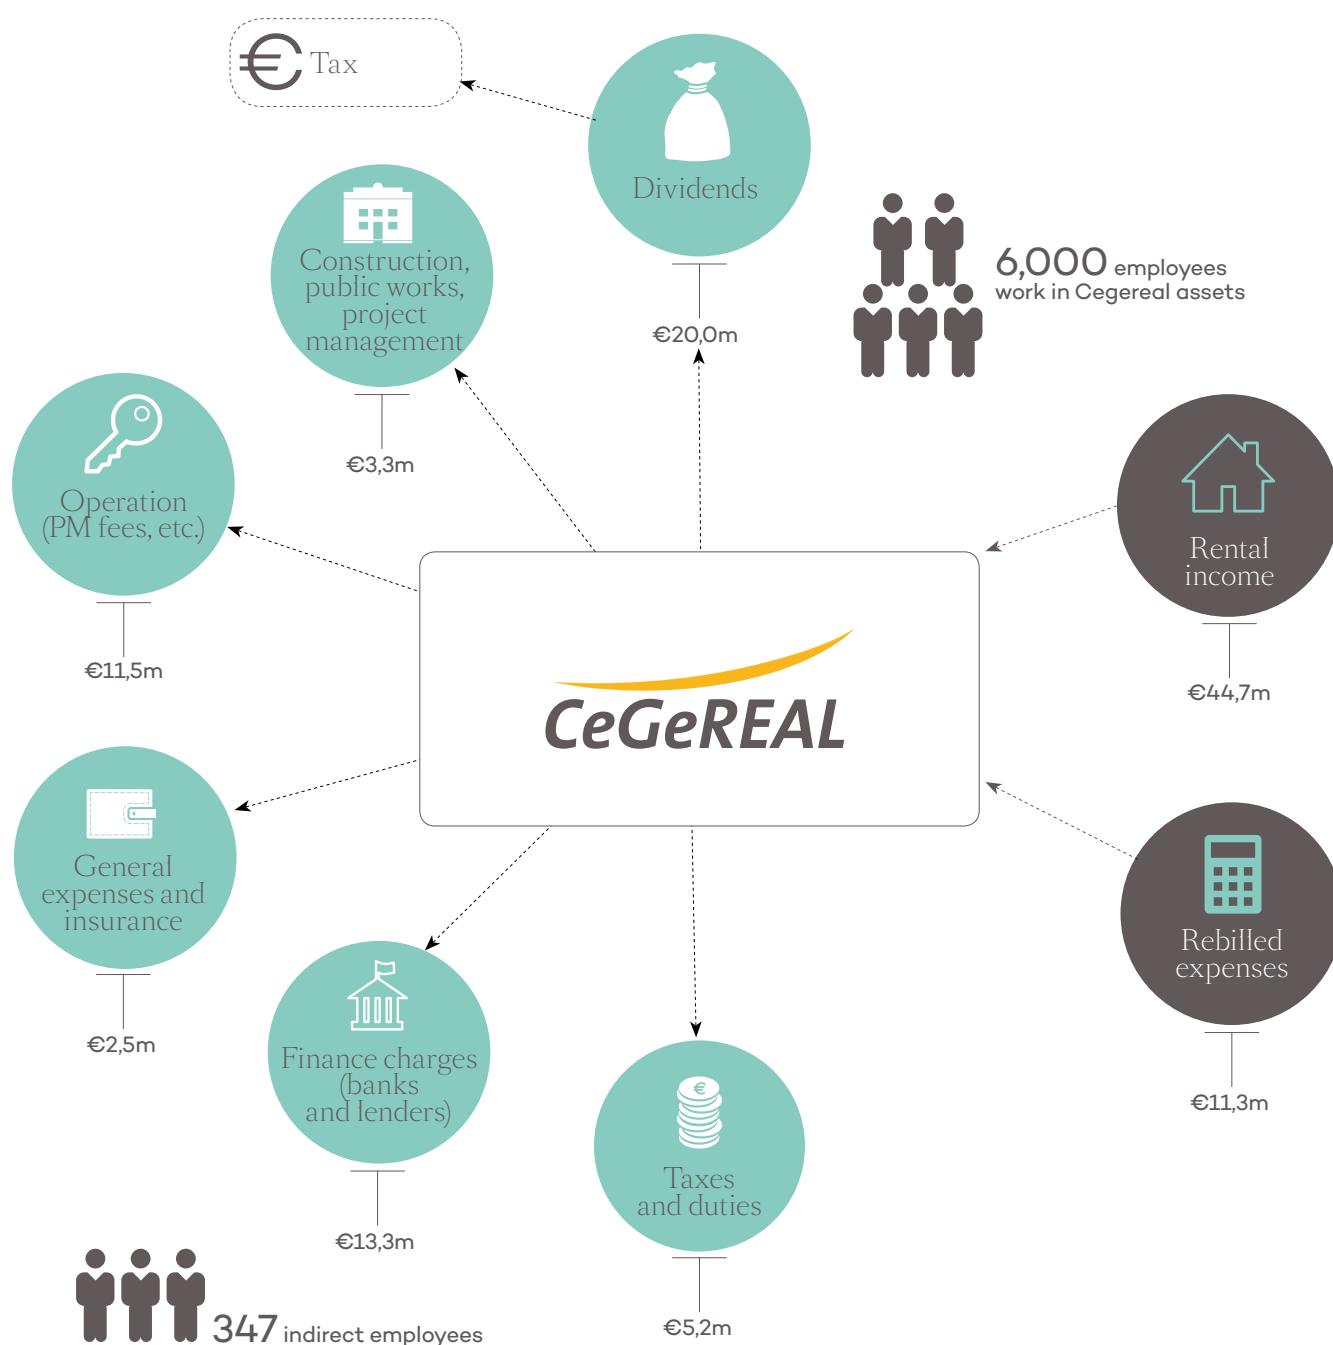 Tax
Dividends
€20,0m
Construction,
public works,
project
management
€3,3m
6,000 employees
work in Cegereal assets
Operation
(PM fees, etc.)
€11,5m
Rental
income
€44,7m
CeGeREAL
General
expenses and
insurance
€2,5m
Rebilled
expenses
€11,3m
Finance charges
(banks
and lenders)
€13,3m
Taxes
and duties
€5,2m
347 indirect employees